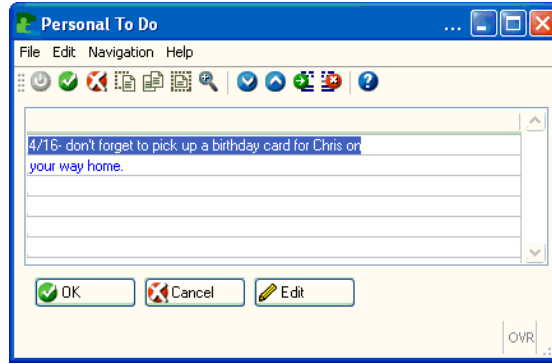 Personal To Do ...
File Edit Navigation Help
4/16- don't forget to pick up a birthday card for Chris on
your way home.
OK Cancel Edit
OVR